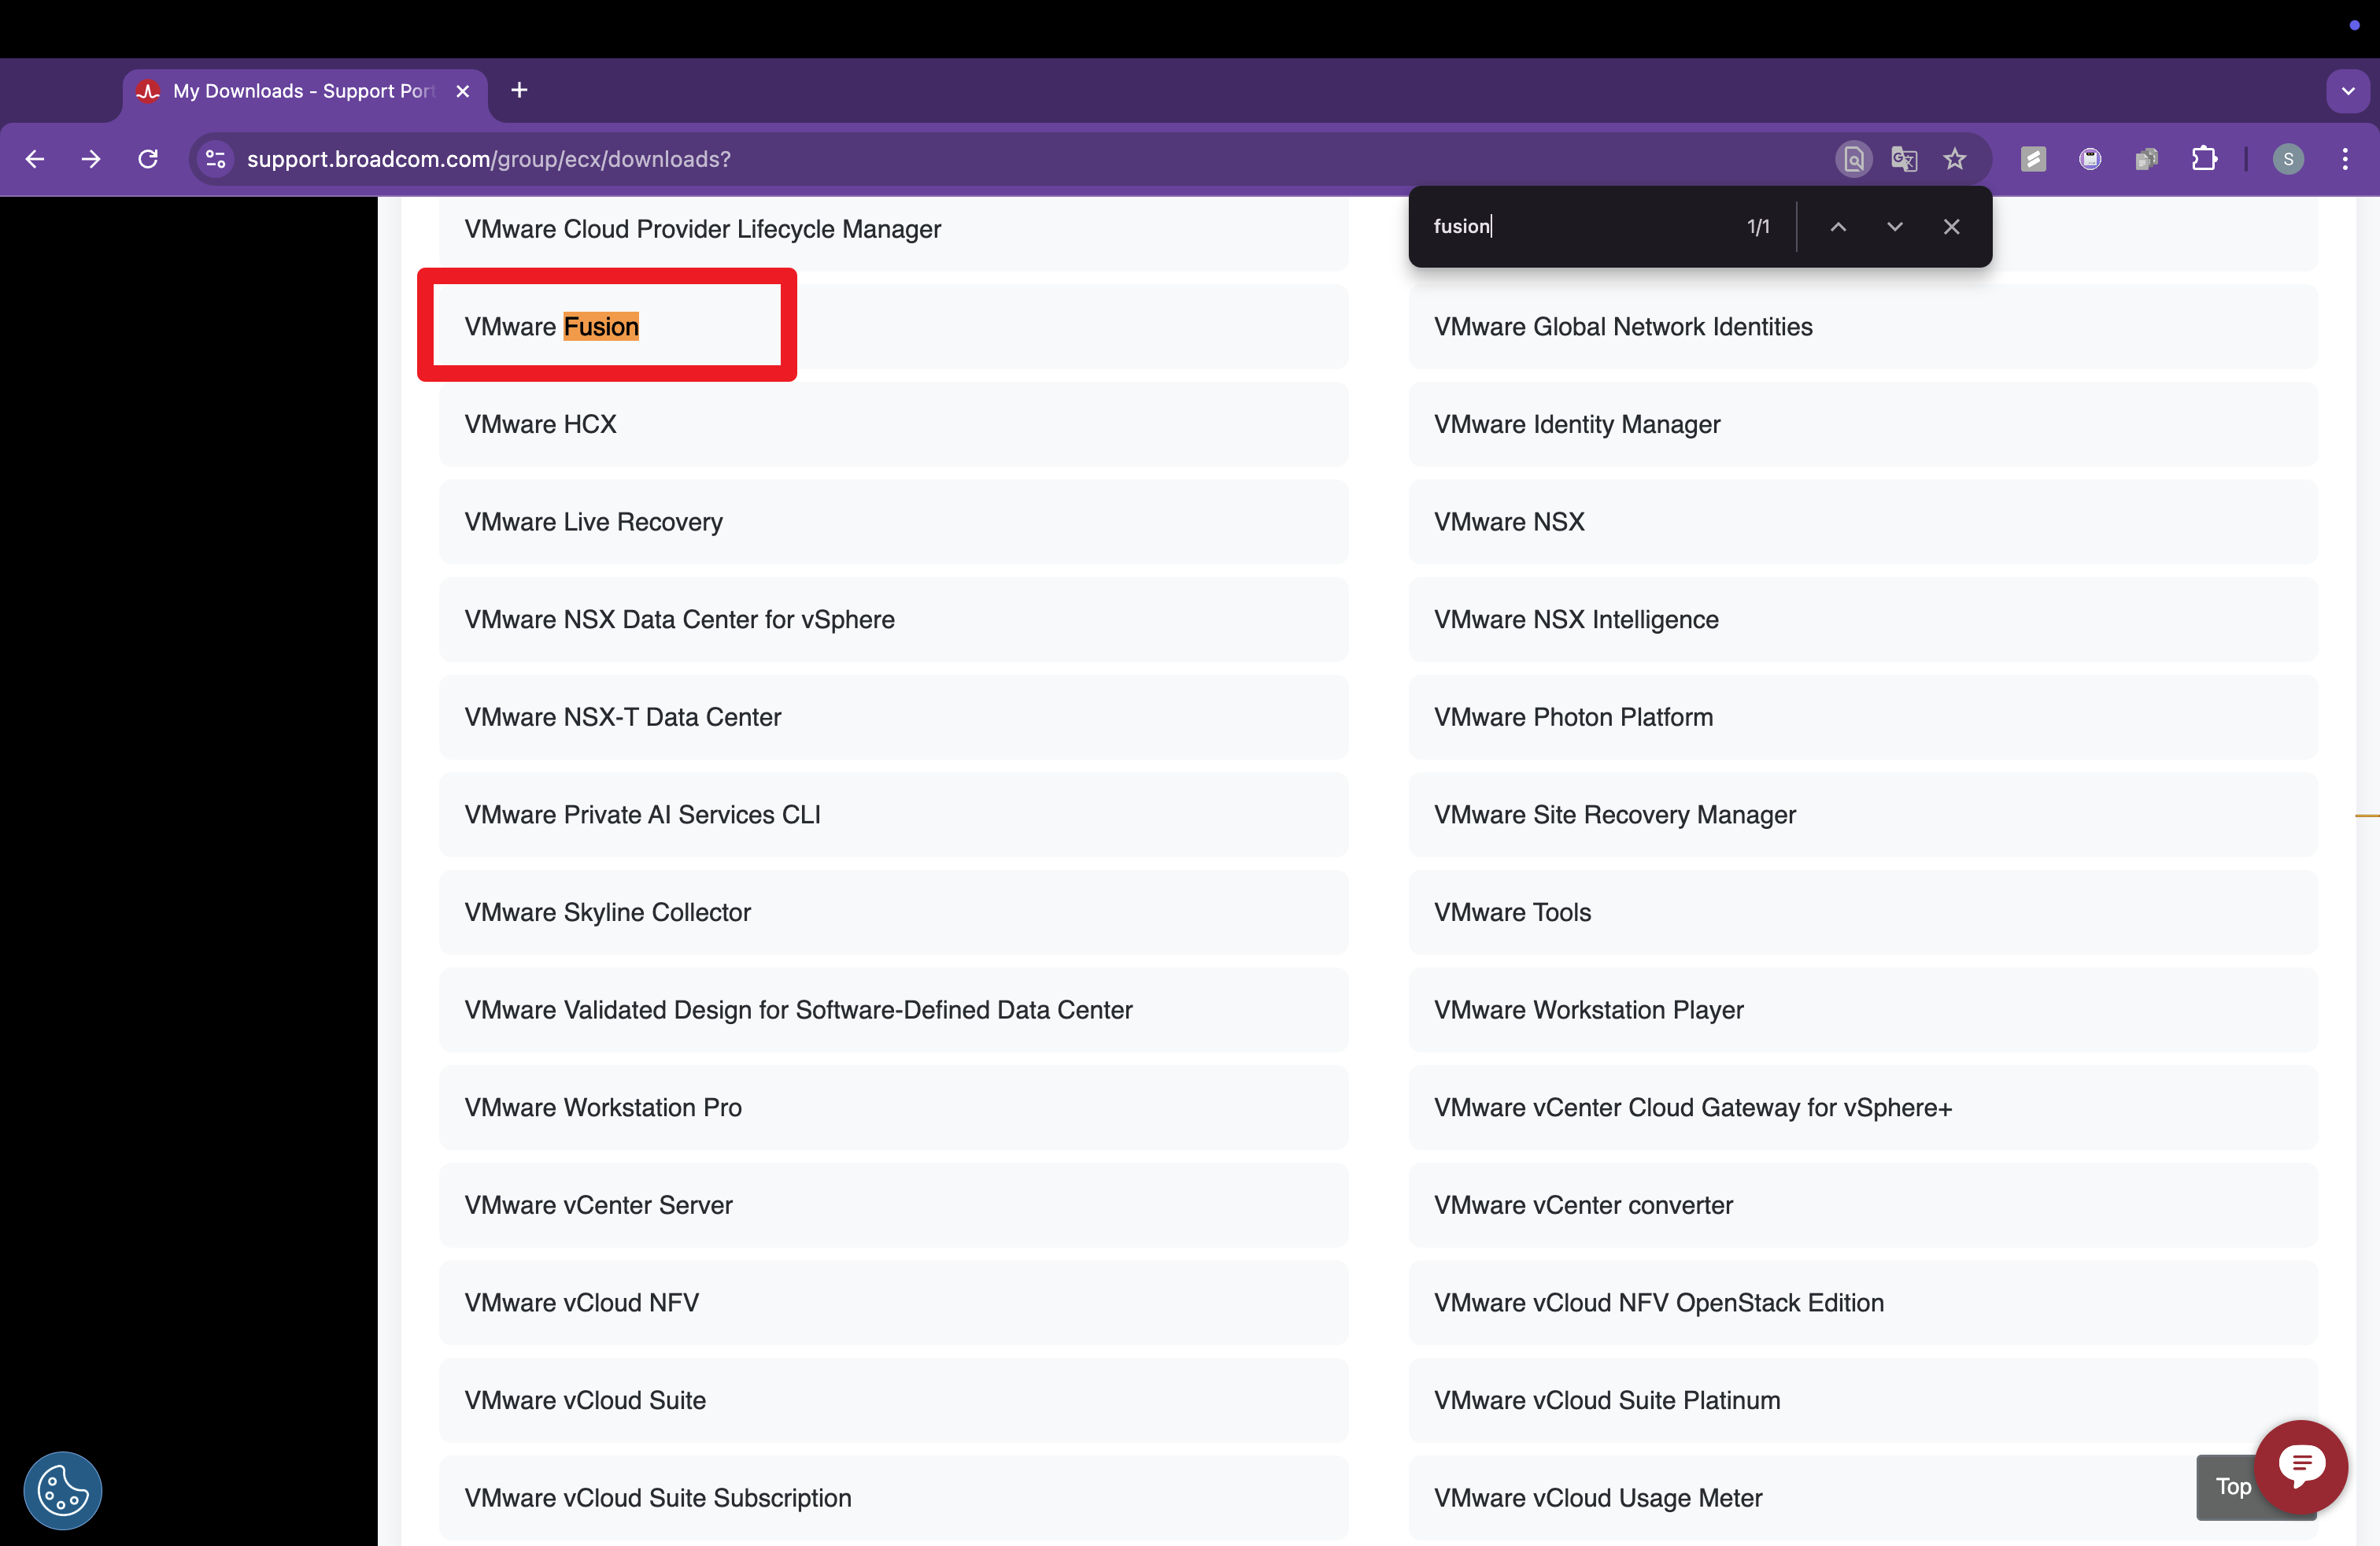 My Downloads - Support Port
support.broadcom.com/group/ecx/downloads?
S
fusion
1/1
VMware Cloud Provider Lifecycle Manager
VMware Fusion
VMware Global Network Identities
VMware HCX
VMware Identity Manager
VMware Live Recovery
VMware NSX
VMware NSX Data Center for vSphere
VMware NSX Intelligence
VMware NSX-T Data Center
VMware Photon Platform
VMware Private AI Services CLI
VMware Site Recovery Manager
VMware Skyline Collector
VMware Tools
VMware Validated Design for Software-Defined Data Center
VMware Workstation Player
VMware Workstation Pro
VMware vCenter Cloud Gateway for vSphere+
VMware vCenter Server
VMware vCenter converter
VMware vCloud NFV
VMware vCloud NFV OpenStack Edition
VMware vCloud Suite
VMware vCloud Suite Platinum
VMware vCloud Suite Subscription
VMware vCloud Usage Meter
Top